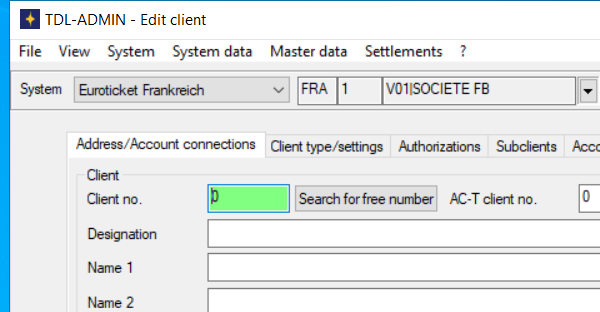 TDL-ADMIN - Edit client
File View System System data Master data Settlements ?
System Euroticket Frankreich FRA 1 V01|SOCIETE FB
Address/Account connections Client type/settings Authorizations Subclients Acco
Client
Client no. 0 Search for free number AC-T client no. 0
Designation
Name 1
Name 2